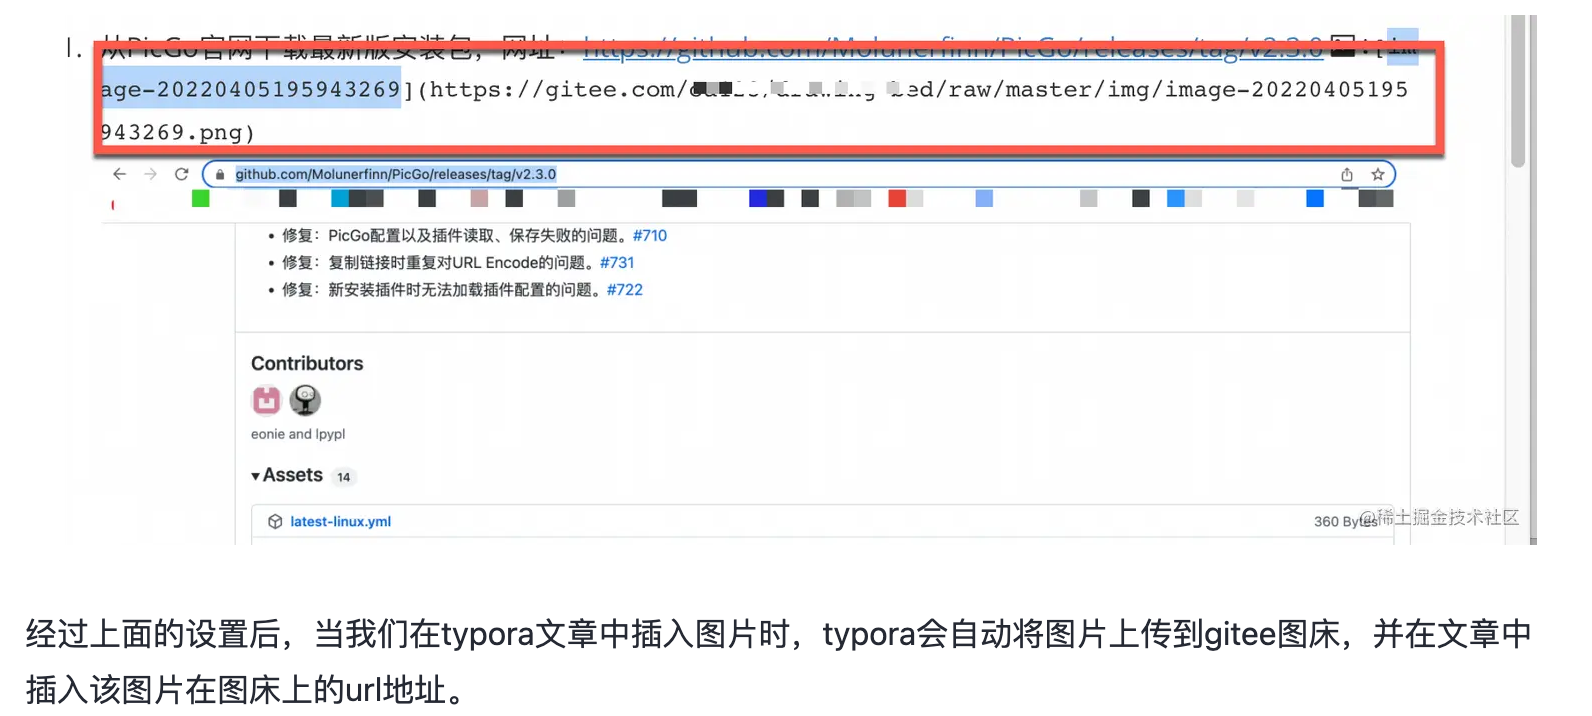 1. 从PicGo官网下载最新版安装包，网址：https://github.com/Molunerfinn/PicGo/releases/tag/v2.3.0 ![im
age-20220405195943269](https://gitee.com/ bed/raw/master/img/image-20220405195
943269.png)
github.com/Molunerfinn/PicGo/releases/tag/v2.3.0
• 修复：PicGo配置以及插件读取、保存失败的问题。#710
• 修复：复制链接时重复对URL Encode的问题。#731
• 修复：新安装插件时无法加载插件配置的问题。#722
Contributors
eonie and lpypl
Assets 14
latest-linux.yml 360 Bytes
@稀土掘金技术社区
经过上面的设置后，当我们在typora文章中插入图片时，typora会自动将图片上传到gitee图床，并在文章中
插入该图片在图床上的url地址。